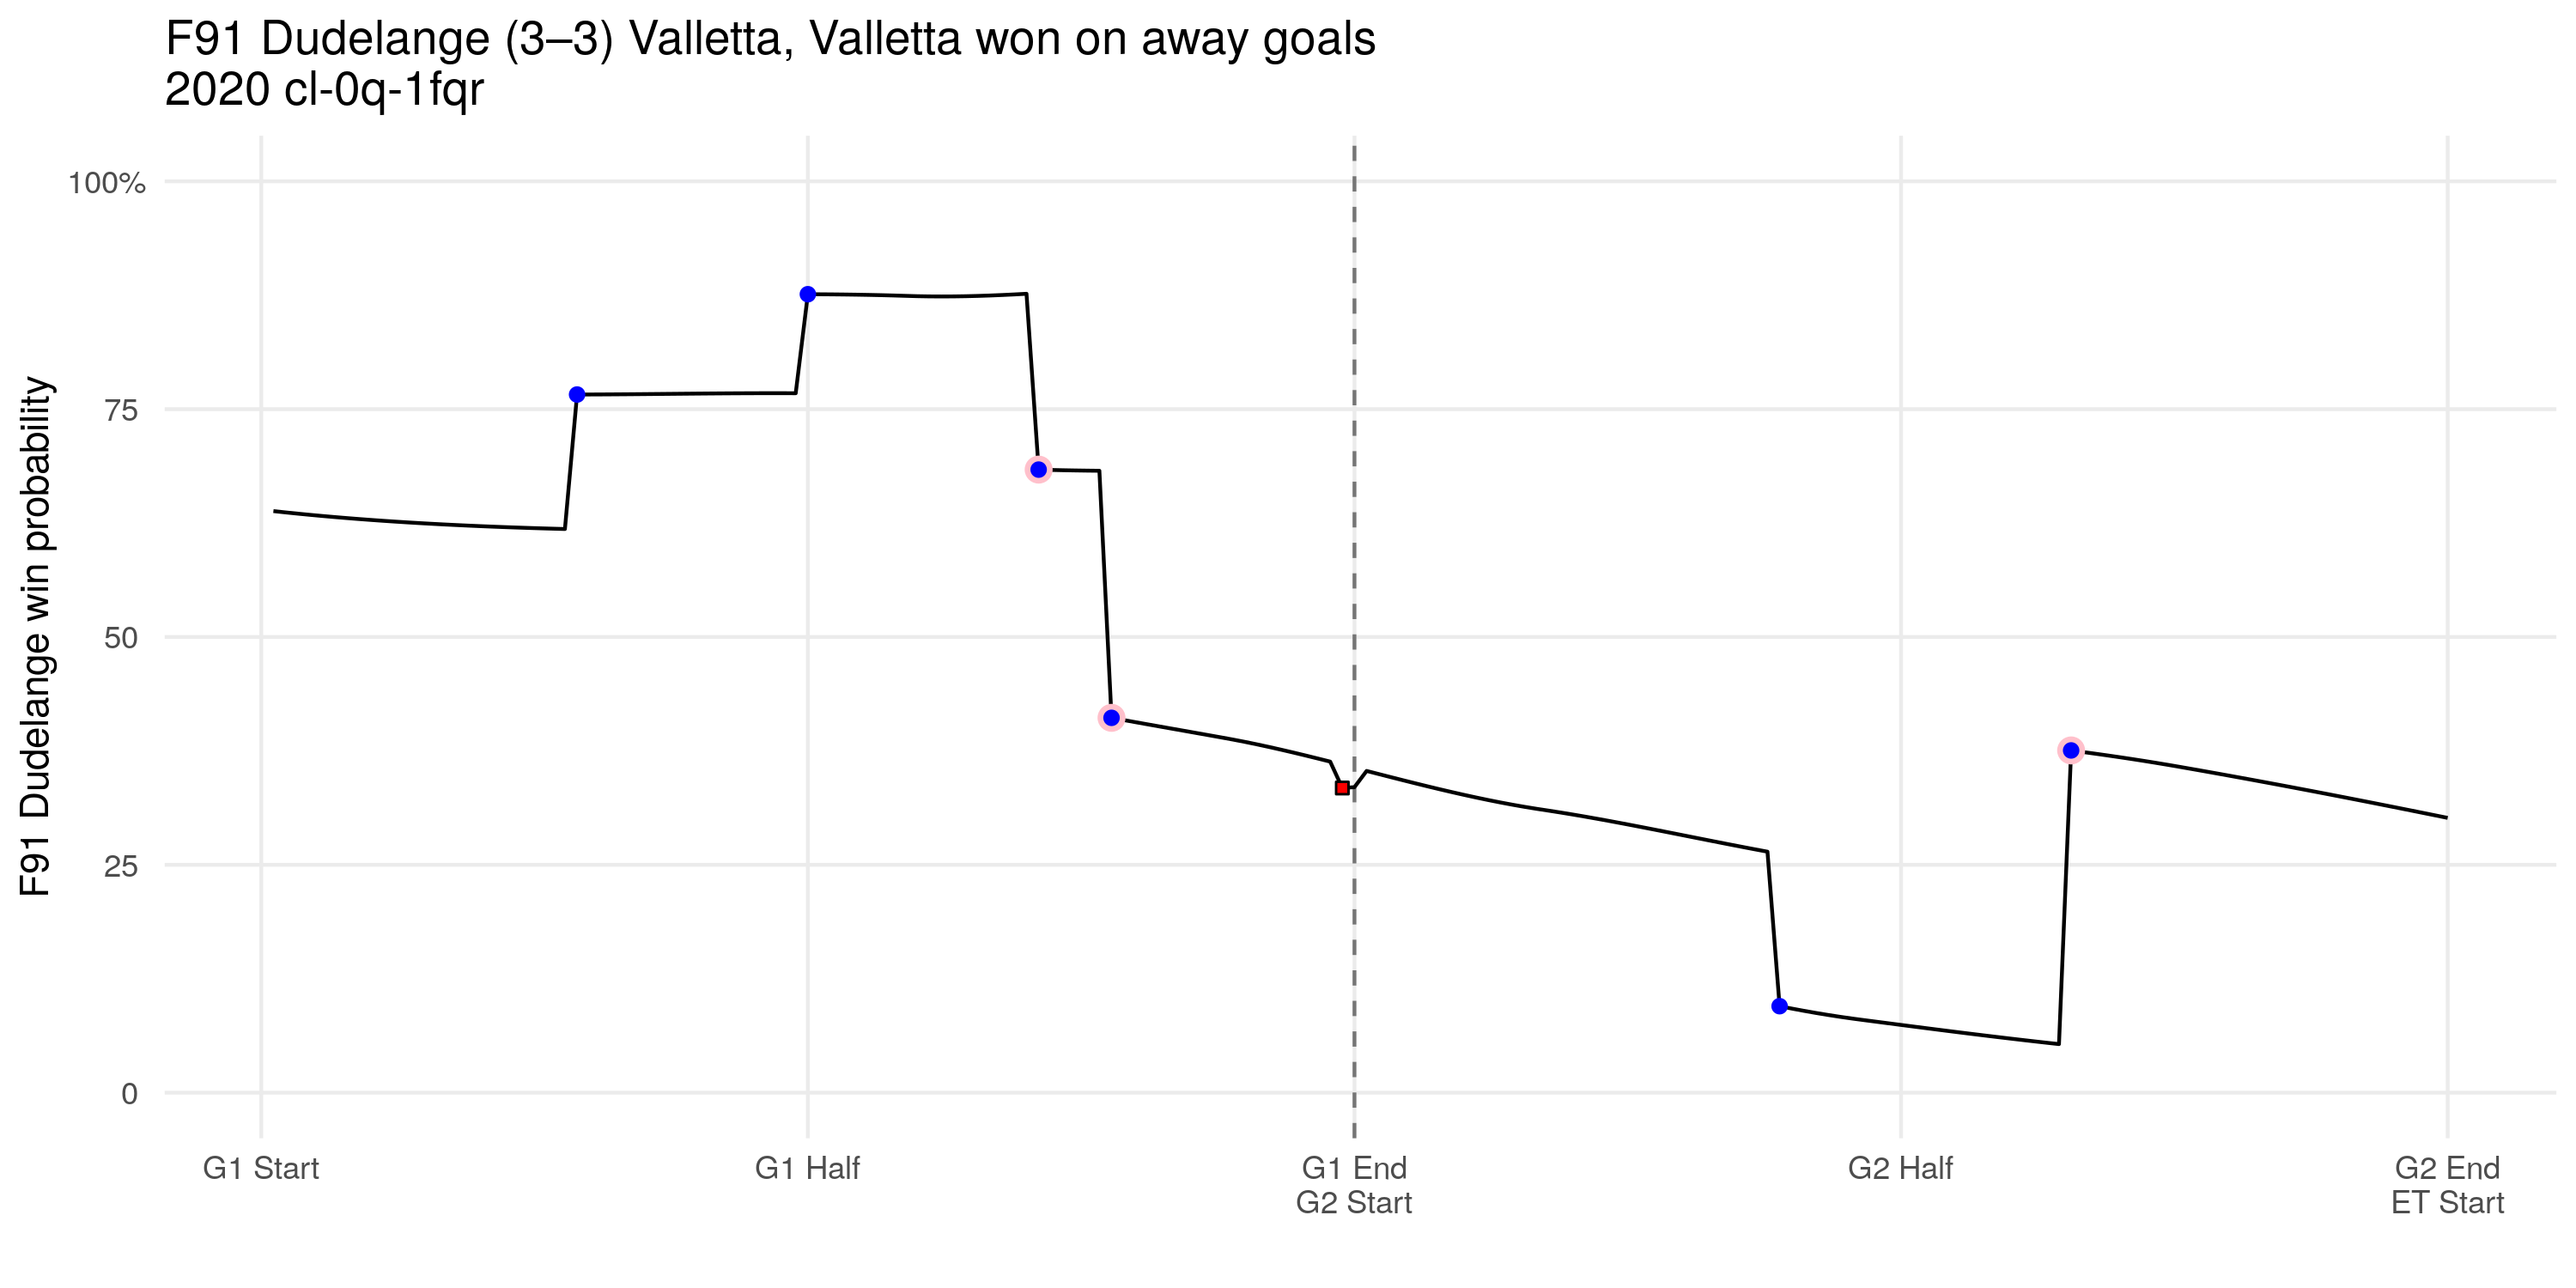 F91 Dudelange (3–3) Valletta, Valletta won on away goals
2020 cl-0q-1fqr
F91 Dudelange win probability
100%
75
50
25
0
G1 Start
G1 Half
G1 End
G2 Start
G2 Half
G2 End
ET Start